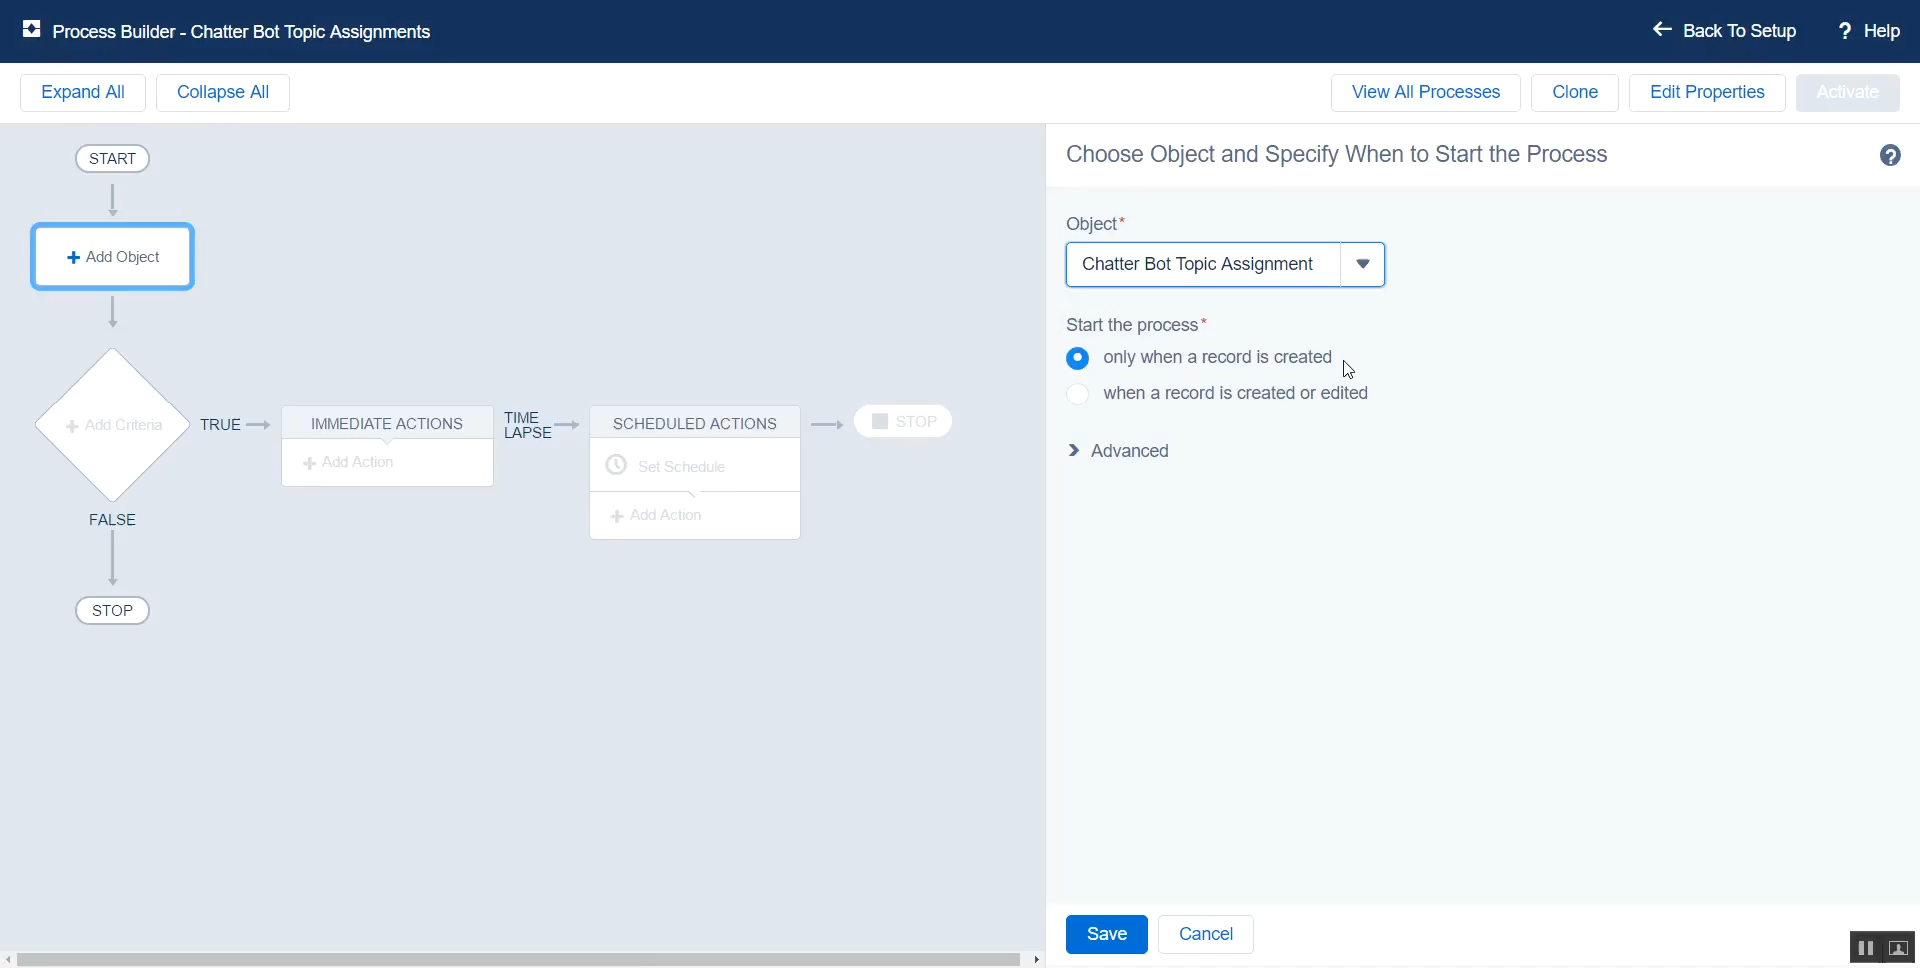 Process Builder - Chatter Bot Topic Assignments
Back To Setup
? Help
Expand All
Collapse All
View All Processes
Clone
Edit Properties
Activate
START
+ Add Object
+ Add Criteria
TRUE
IMMEDIATE ACTIONS
+ Add Action
TIME
LAPSE
SCHEDULED ACTIONS
Set Schedule
+ Add Action
STOP
FALSE
STOP
Choose Object and Specify When to Start the Process
?
Object*
Chatter Bot Topic Assignment
Start the process*
only when a record is created
when a record is created or edited
Advanced
Save
Cancel